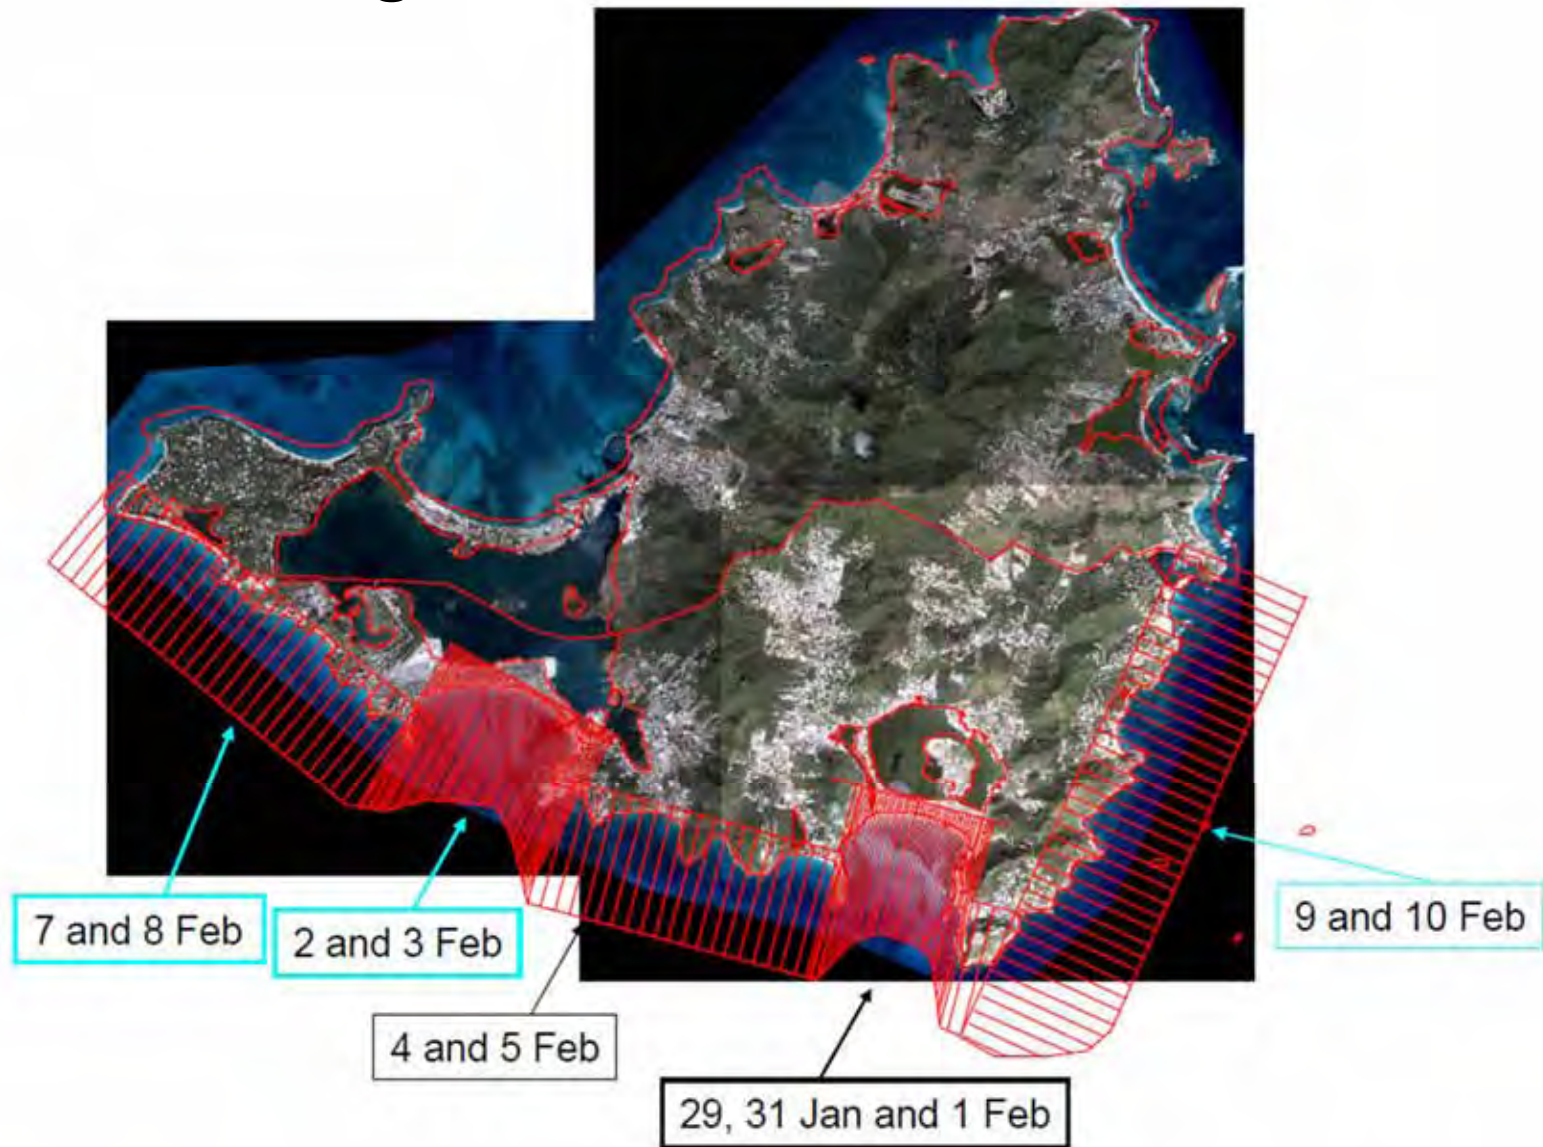 7 and 8 Feb
2 and 3 Feb
9 and 10 Feb
4 and 5 Feb
29, 31 Jan and 1 Feb